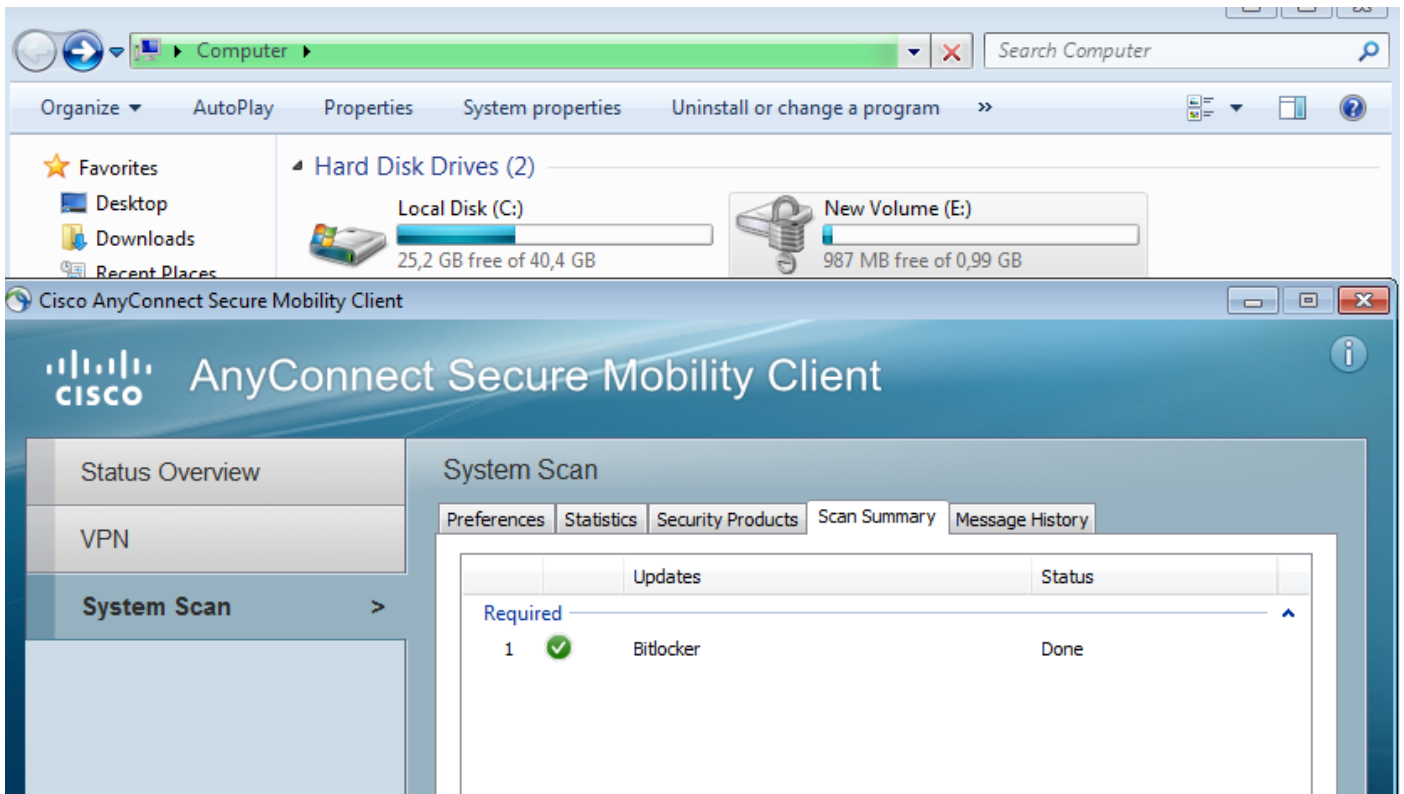 Computer
Search Computer
Organize AutoPlay Properties System properties Uninstall or change a program »
Favorites
Desktop
Downloads
Recent Places
Hard Disk Drives (2)
Local Disk (C:)
25,2 GB free of 40,4 GB
New Volume (E:)
987 MB free of 0,99 GB
Cisco AnyConnect Secure Mobility Client
CISCO
AnyConnect Secure Mobility Client
Status Overview
VPN
System Scan >
System Scan
Preferences Statistics Security Products Scan Summary Message History
Updates Status
Required
1 Bitlocker Done